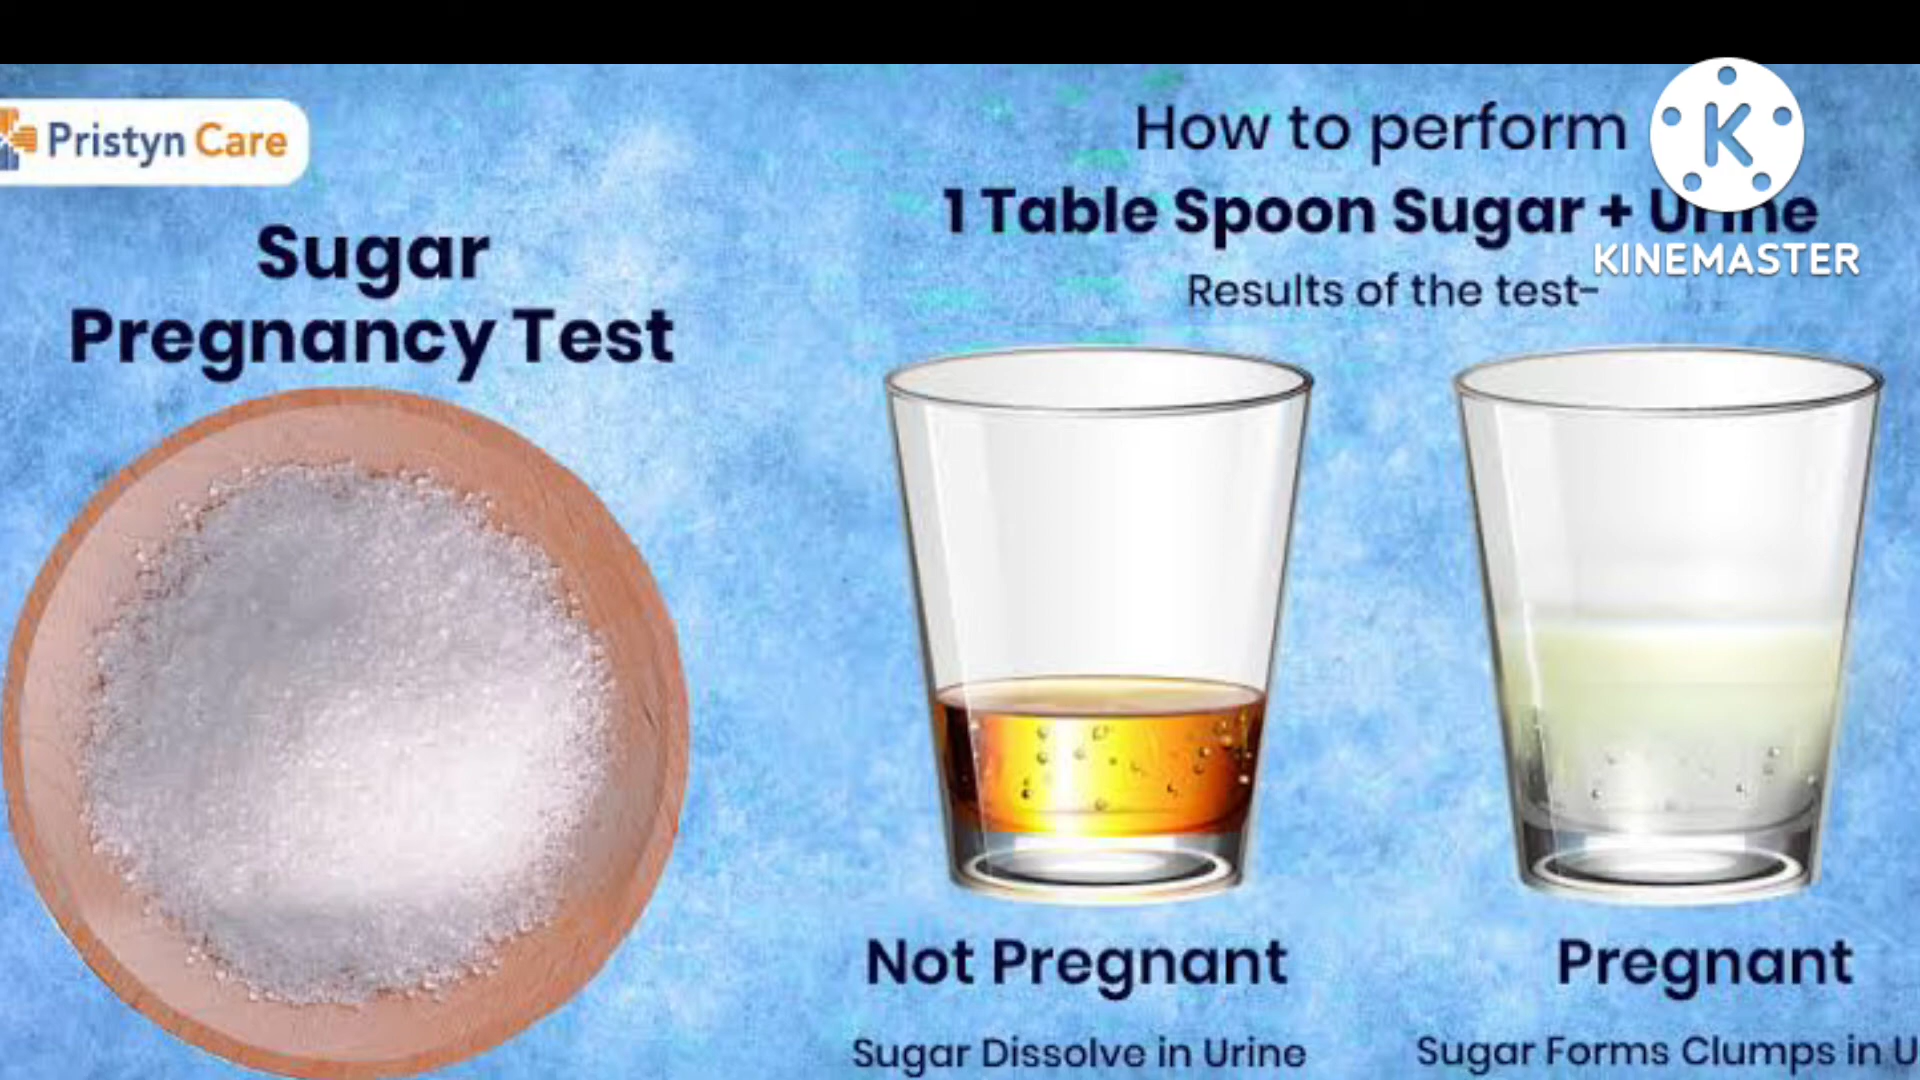 Pristyn Care
Sugar
Pregnancy Test
How to perform
1 Table Spoon Sugar + Urine
Results of the test-
K
KINEMASTER
Not Pregnant
Sugar Dissolve in Urine
Pregnant
Sugar Forms Clumps in U